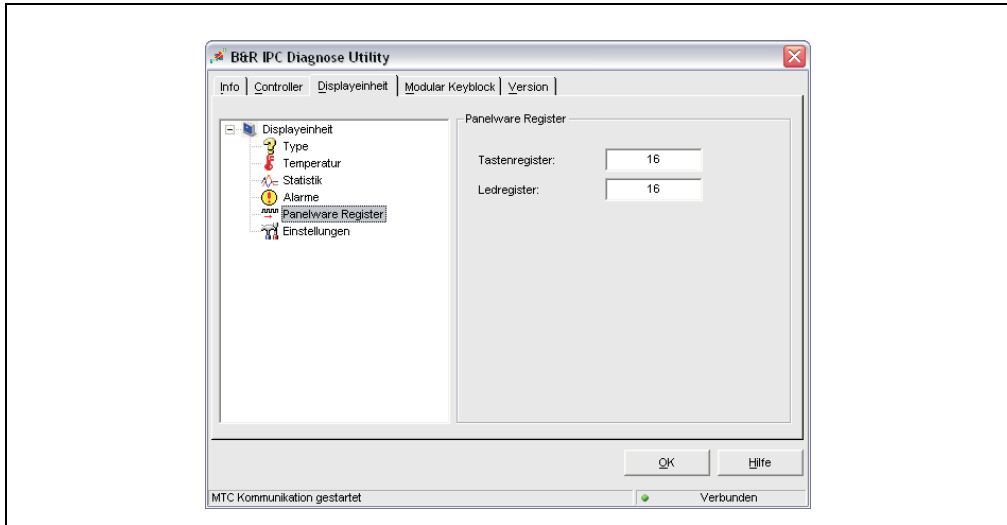 B&R IPC Diagnose Utility
Info Controller Displayeinheit Modular Keyblock Version
Displayeinheit
Type
Temperatur
Statistik
Alarme
Panelware Register
Einstellungen
Panelware Register
Tastenregister: 16
Ledregister: 16
OK Hilfe
MTC Kommunikation gestartet Verbunden